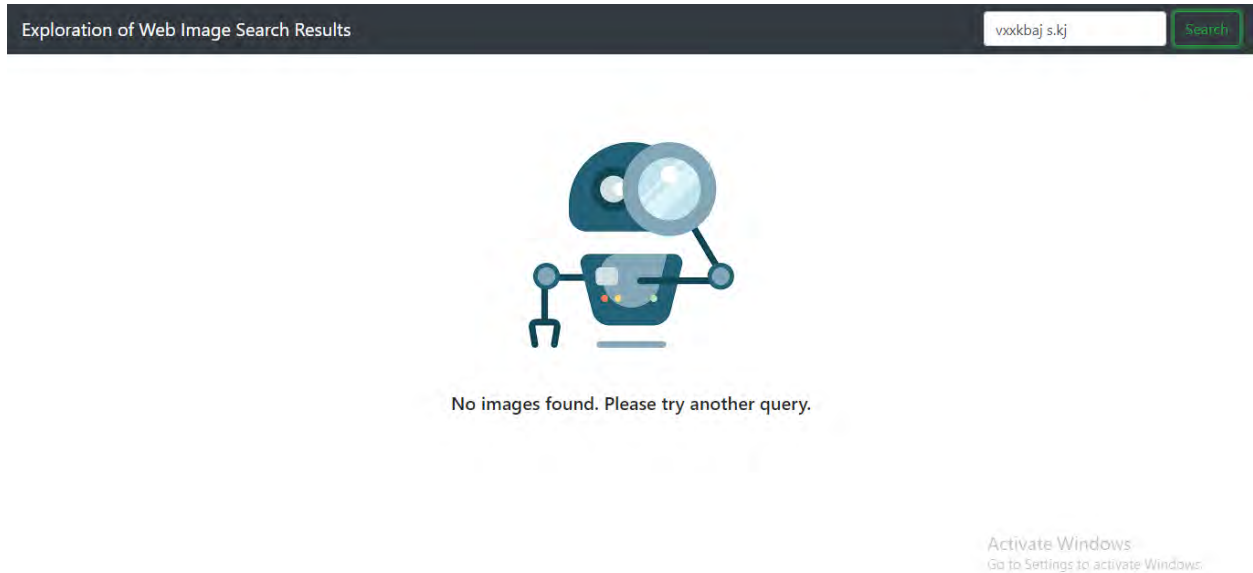 Exploration of Web Image Search Results
vxxkbaj s.kj
Search
No images found. Please try another query.
Activate Windows
Go to Settings to activate Windows.